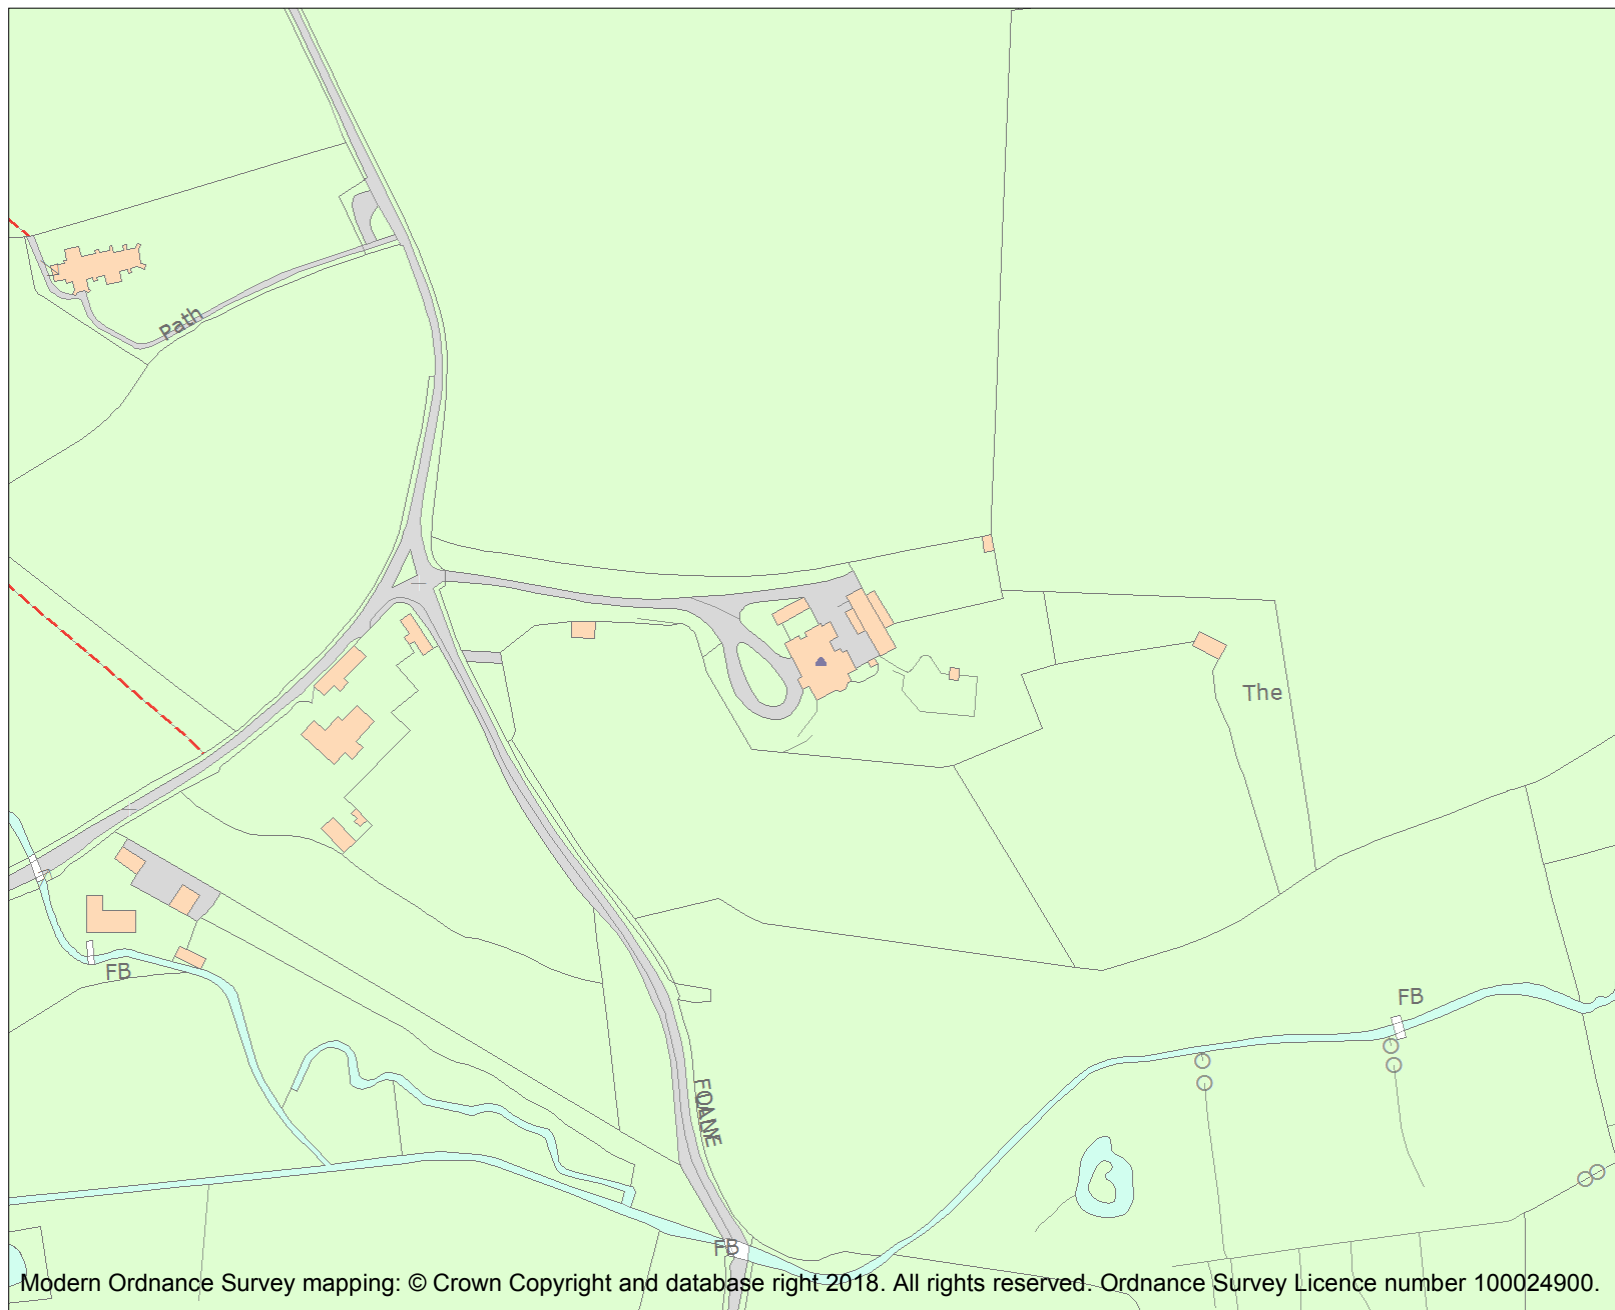 Path
The
FB
FB
LANE
FB
Modern Ordnance Survey mapping: © Crown Copyright and database right 2018. All rights reserved. Ordnance Survey Licence number 100024900.